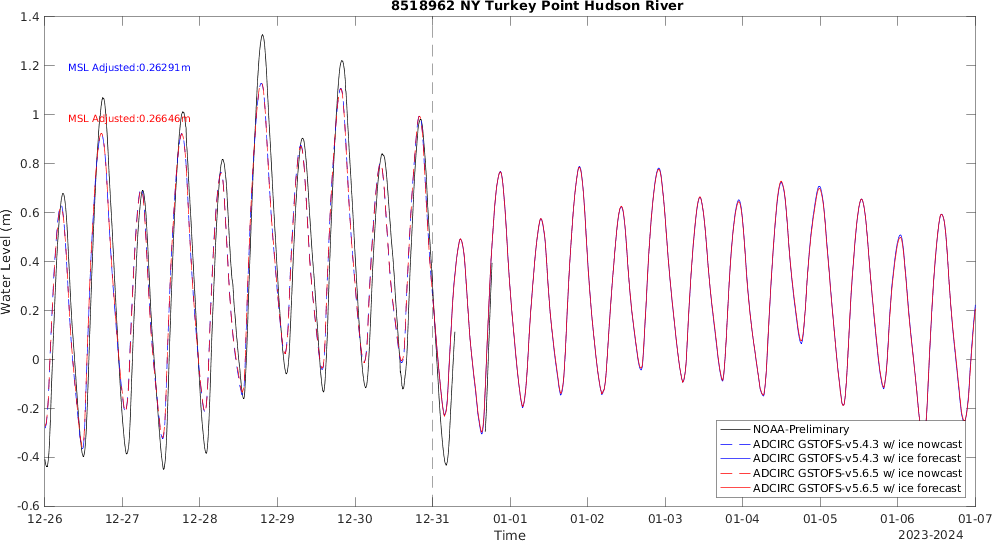 8518962 NY Turkey Point Hudson River
1.4
1.2
1
0.8
0.6
0.4
0.2
0
-0.2
-0.4
-0.6
Water Level (m)
MSL Adjusted:0.26291m
MSL Adjusted:0.26646m
NOAA-Preliminary
ADCIRC GSTOFS-v5.4.3 w/ ice nowcast
ADCIRC GSTOFS-v5.4.3 w/ ice forecast
ADCIRC GSTOFS-v5.6.5 w/ ice nowcast
ADCIRC GSTOFS-v5.6.5 w/ ice forecast
12-26 12-27 12-28 12-29 12-30 12-31 01-01 01-02 01-03 01-04 01-05 01-06 01-07
Time
2023-2024